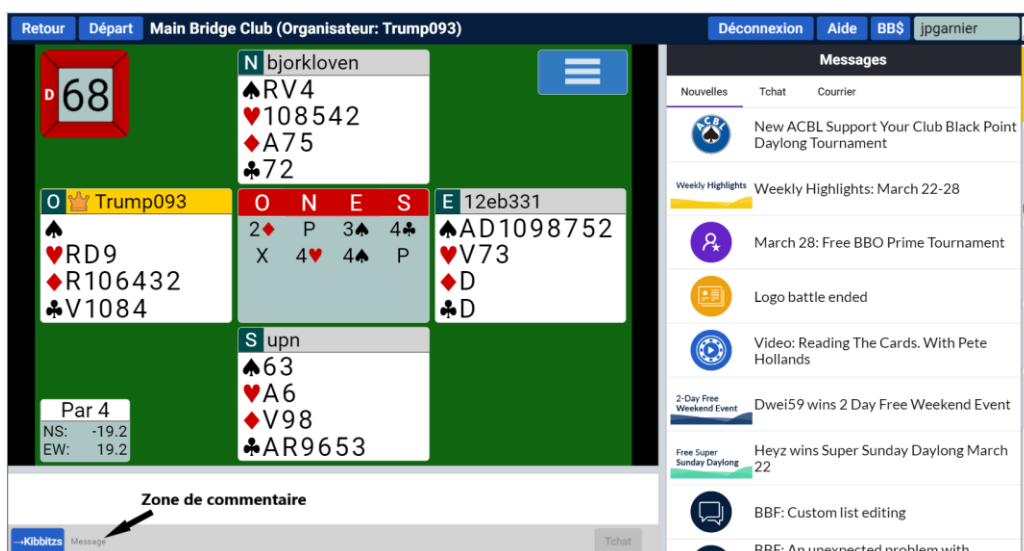 Retour Départ Main Bridge Club (Organisateur: Trump093) Déconnexion Aide BB$ jpgarnier
D 68
N bjorkloven
♠RV4
♥108542
♦A75
♣72
O Trump093
♠
♥RD9
♦R106432
♣V1084
O N E S
2♦ P 3♠ 4♣
X 4♥ 4♠ P
E 12eb331
♠AD1098752
♥V73
♦D
♣D
S upn
♠63
♥A6
♦V98
♣AR9653
Par 4
NS: -19.2
EW: 19.2
Zone de commentaire
→Kibbitzs Message Tchat
Messages
Nouvelles Tchat Courrier
ACBL
New ACBL Support Your Club Black Point
Daylong Tournament
Weekly Highlights
Weekly Highlights: March 22-28
March 28: Free BBO Prime Tournament
Logo battle ended
Video: Reading The Cards. With Pete
Hollands
2-Day Free
Weekend Event
Dwei59 wins 2 Day Free Weekend Event
Free Super
Sunday Daylong
Heyz wins Super Sunday Daylong March
22
BBF: Custom list editing
BBF: An unexpected problem with